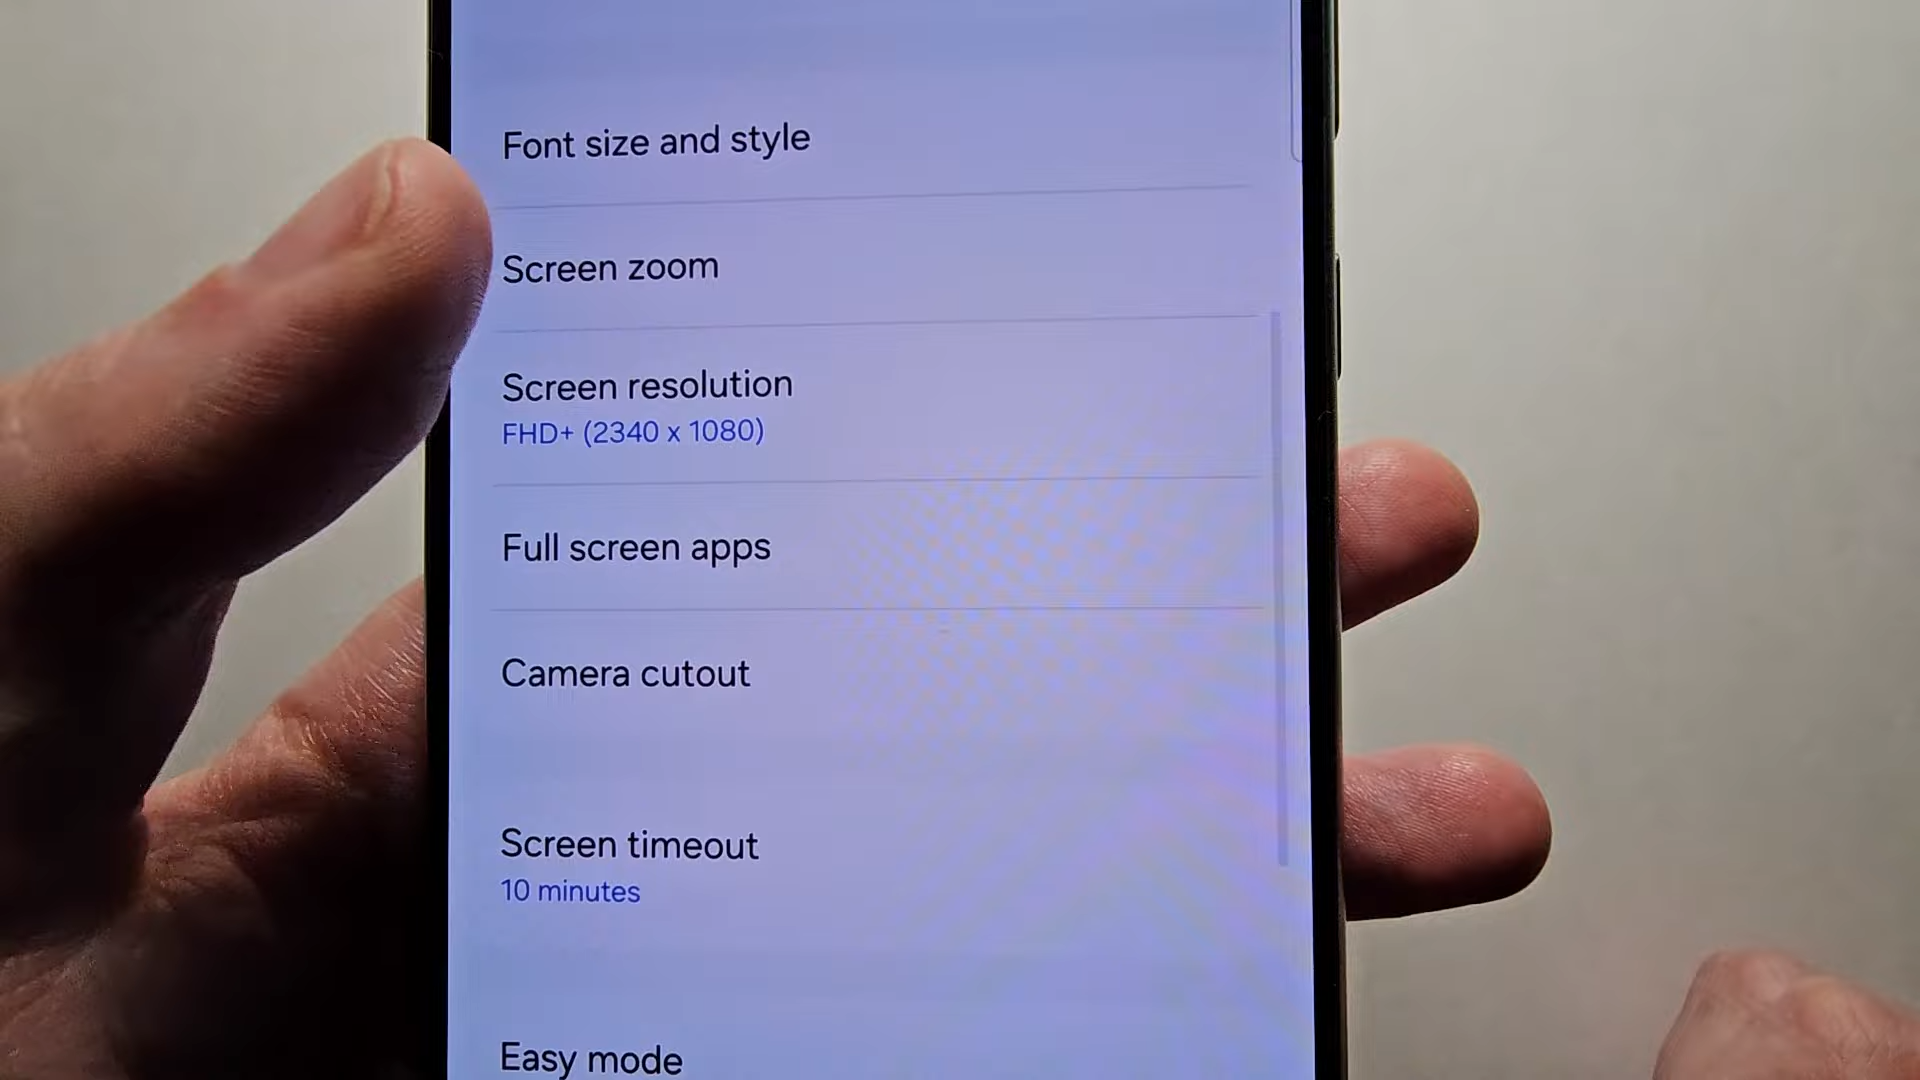 Font size and style
Screen zoom
Screen resolution
FHD+ (2340 x 1080)
Full screen apps
Camera cutout
Screen timeout
10 minutes
Easy mode